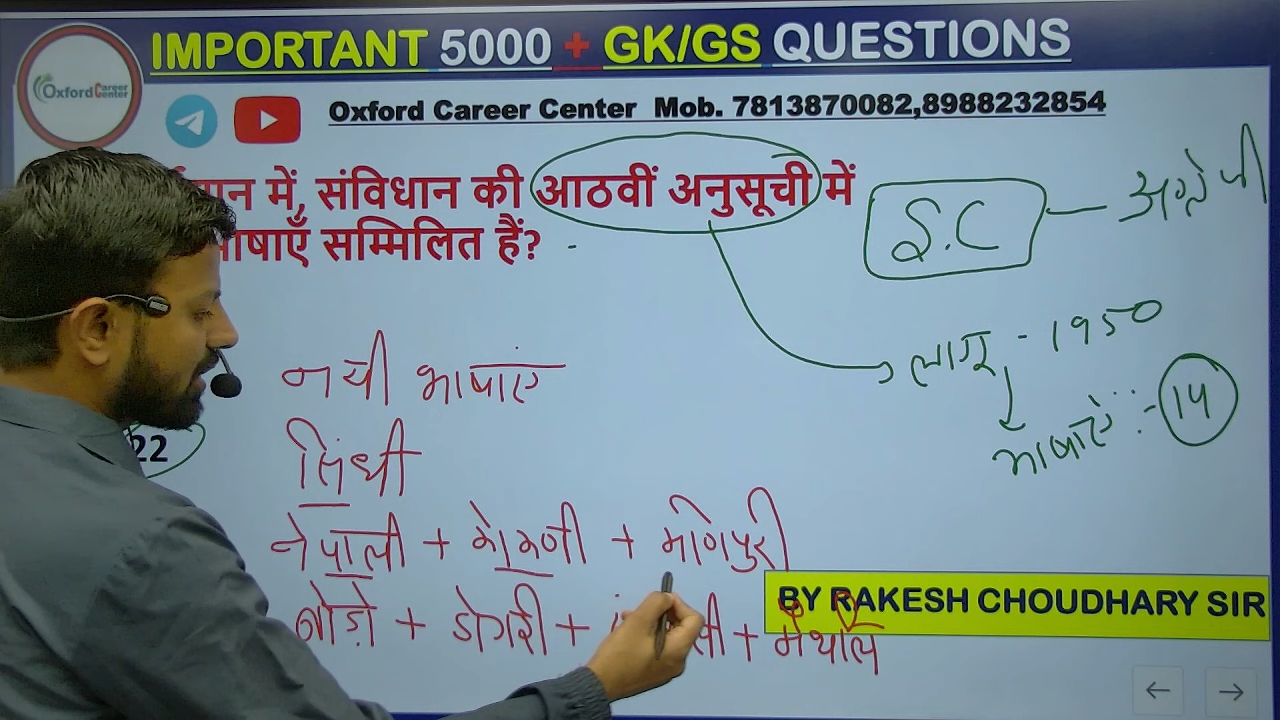 IMPORTANT 5000 + GK/GS QUESTIONS
Oxford Career Center
Oxford Career Center Mob. 7813870082,8988232854
में, संविधान की आठवीं अनुसूची में
सम्मिलित हैं?
S.C —
लागू - 1950
भाषाएं :- 14
नयी भाषाएं
22
सिंधी
नेपाली + कोकणी + मणिपुरी
BY RAKESH CHOUDHARY SIR
बोडो + डोगरी + + मैथिल
← →